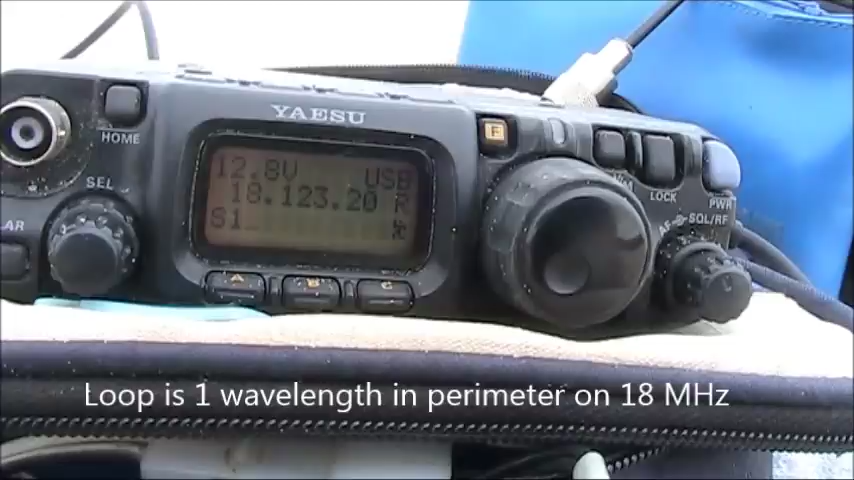 YAESU
F
HOME
12.8V USB
18.123.20 R
S1
SEL
LOCK
PWR
AF SQL/RF
AR
A
B
C
Loop is 1 wavelength in perimeter on 18 MHz